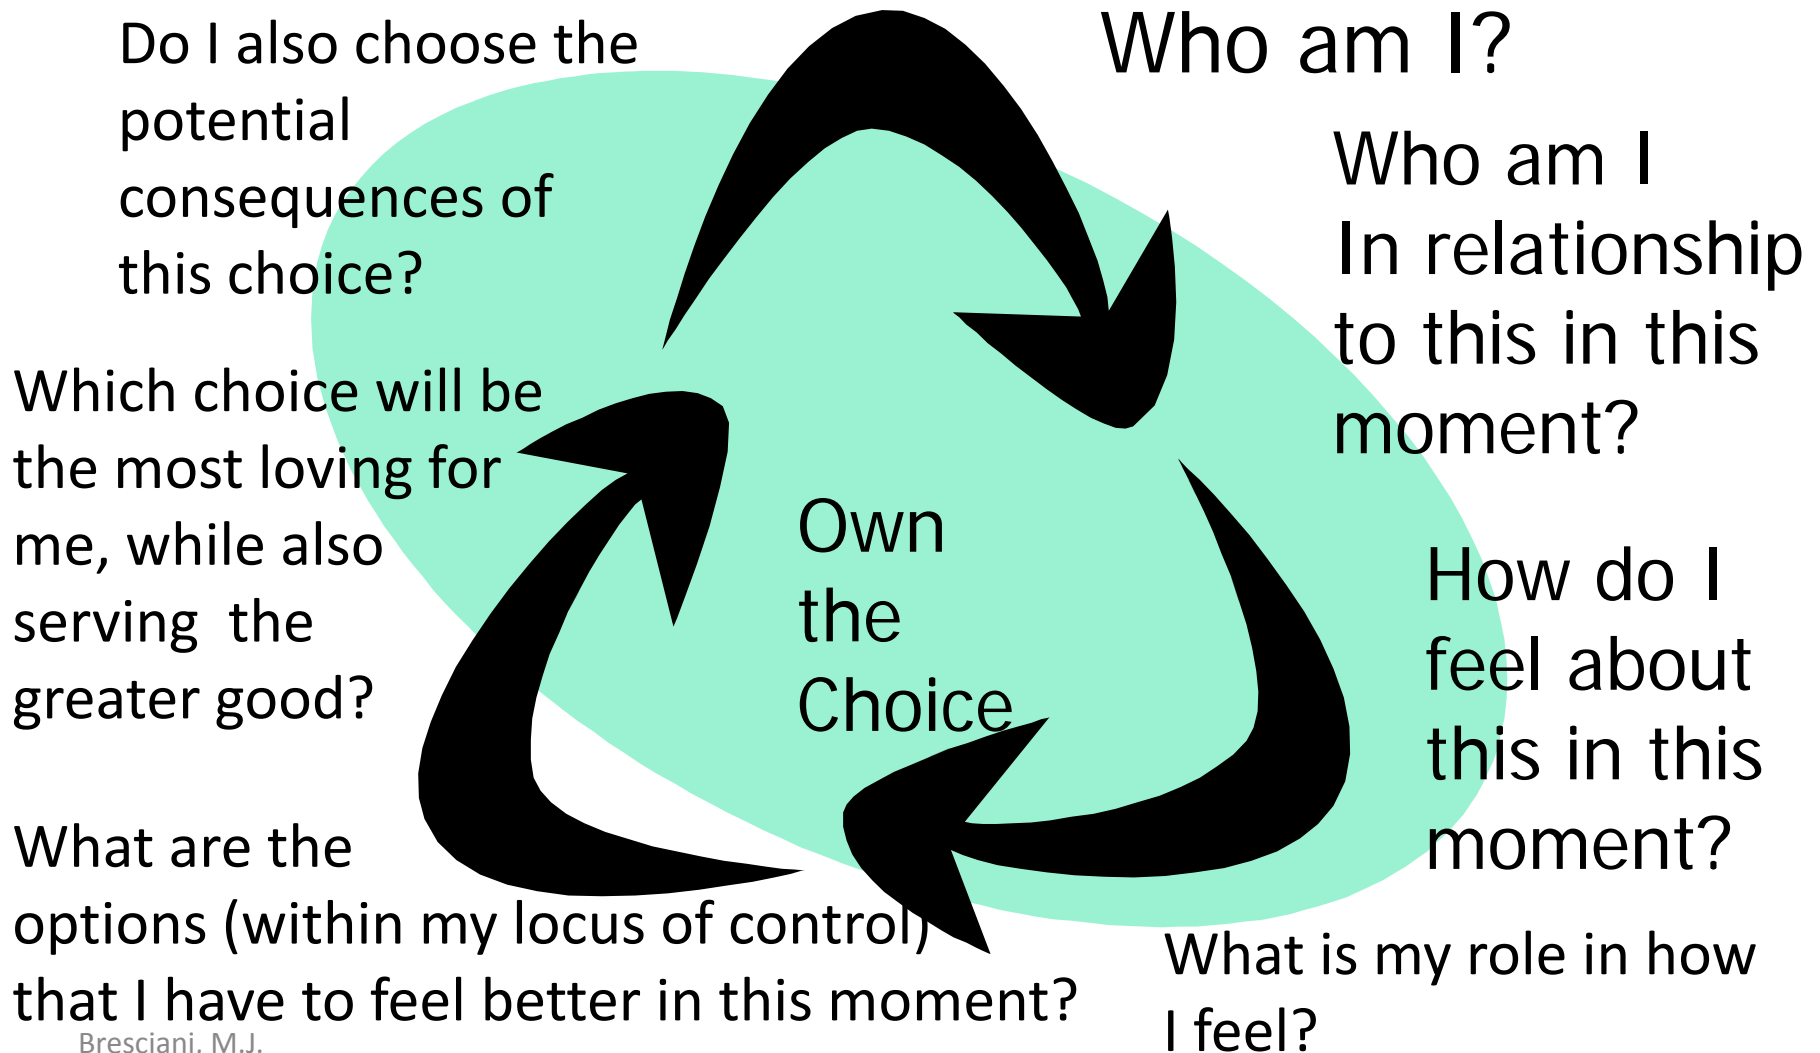 Who am I?
Who am I
In relationship
to this in this
moment?
How do I
feel about
this in this
moment?
What is my role in how
I feel?
What are the
options (within my locus of control)
that I have to feel better in this moment?
Which choice will be
the most loving for
me, while also
serving  the
greater good?
Do I also choose the
potential
consequences of
this choice?
Own
the
Choice
Bresciani, M.J.